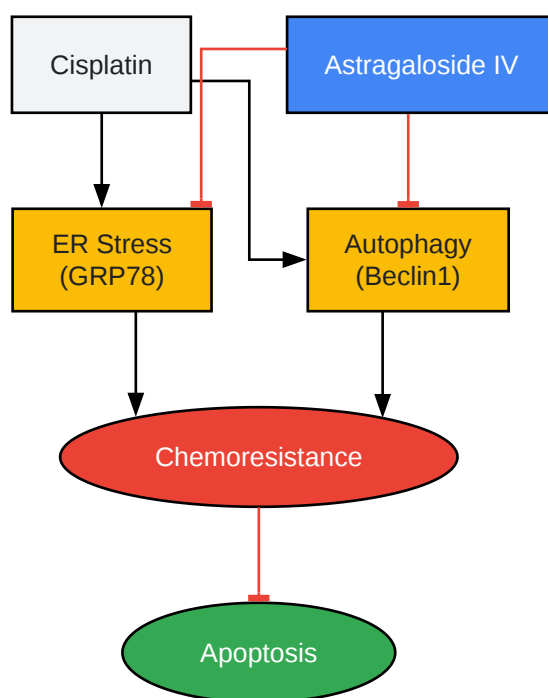 Cisplatin
Astragaloside IV
ER Stress
(GRP78)
Autophagy
(Beclin1)
Chemoresistance
Apoptosis